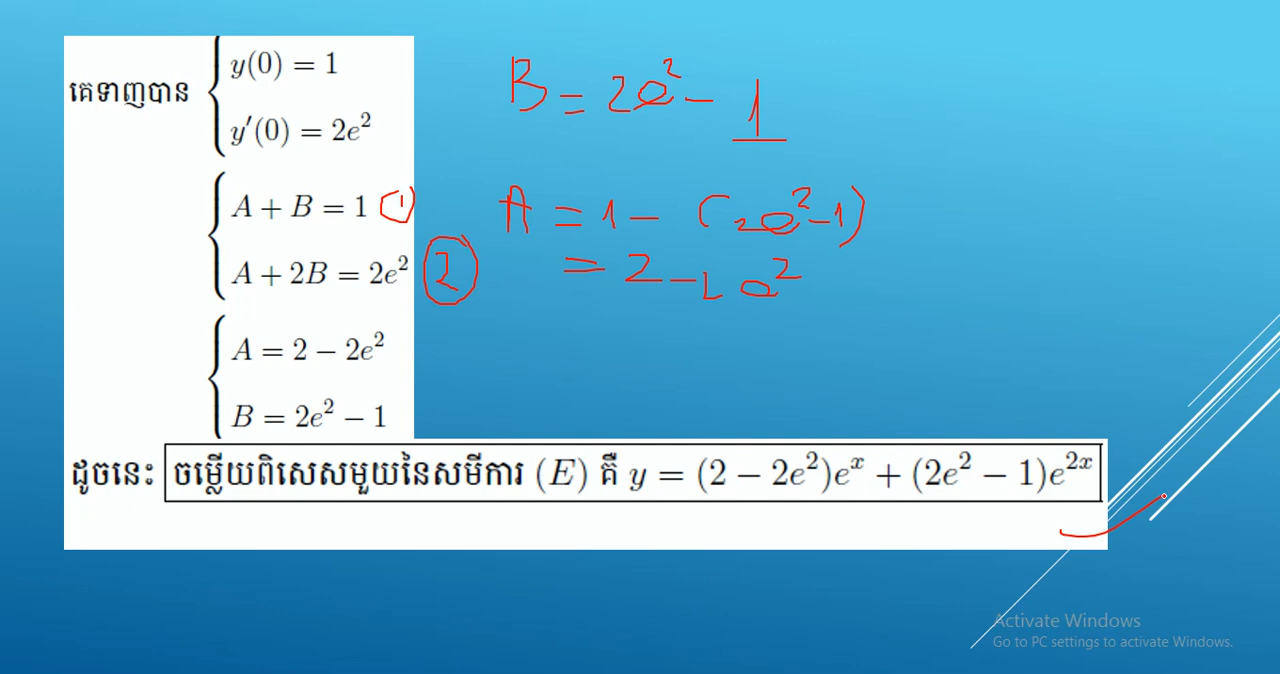 គេទាញបាន
y(0) = 1
y′(0) = 2e²
A + B = 1 ①
A + 2B = 2e² ②
A = 2 − 2e²
B = 2e² − 1
ដូចនេះ ចម្លើយពិសេសមួយនៃសមីការ (E) គឺ y = (2 − 2e²)eˣ + (2e² − 1)e²ˣ
B = 2e² − 1
A = 1 − (2e² − 1)
= 2 − 2e²
Activate Windows
Go to PC settings to activate Windows.